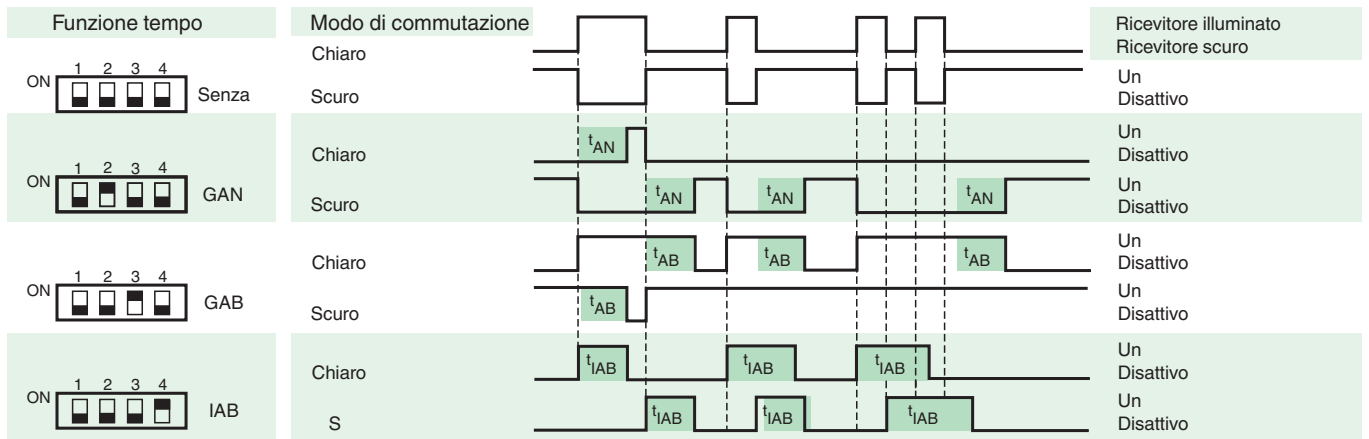 Funzione tempo
Modo di commutazione
Ricevitore illuminato
Ricevitore scuro
Chiaro
ON 1 2 3 4 Senza
Scuro
Un
Disattivo
Chiaro
tAN
Un
Disattivo
ON 1 2 3 4 GAN
Scuro
tAN tAN tAN
Un
Disattivo
Chiaro
tAB tAB tAB
Un
Disattivo
ON 1 2 3 4 GAB
Scuro
tAB
Un
Disattivo
Chiaro
tIAB tIAB tIAB
Un
Disattivo
ON 1 2 3 4 IAB
S
tIAB tIAB tIAB
Un
Disattivo